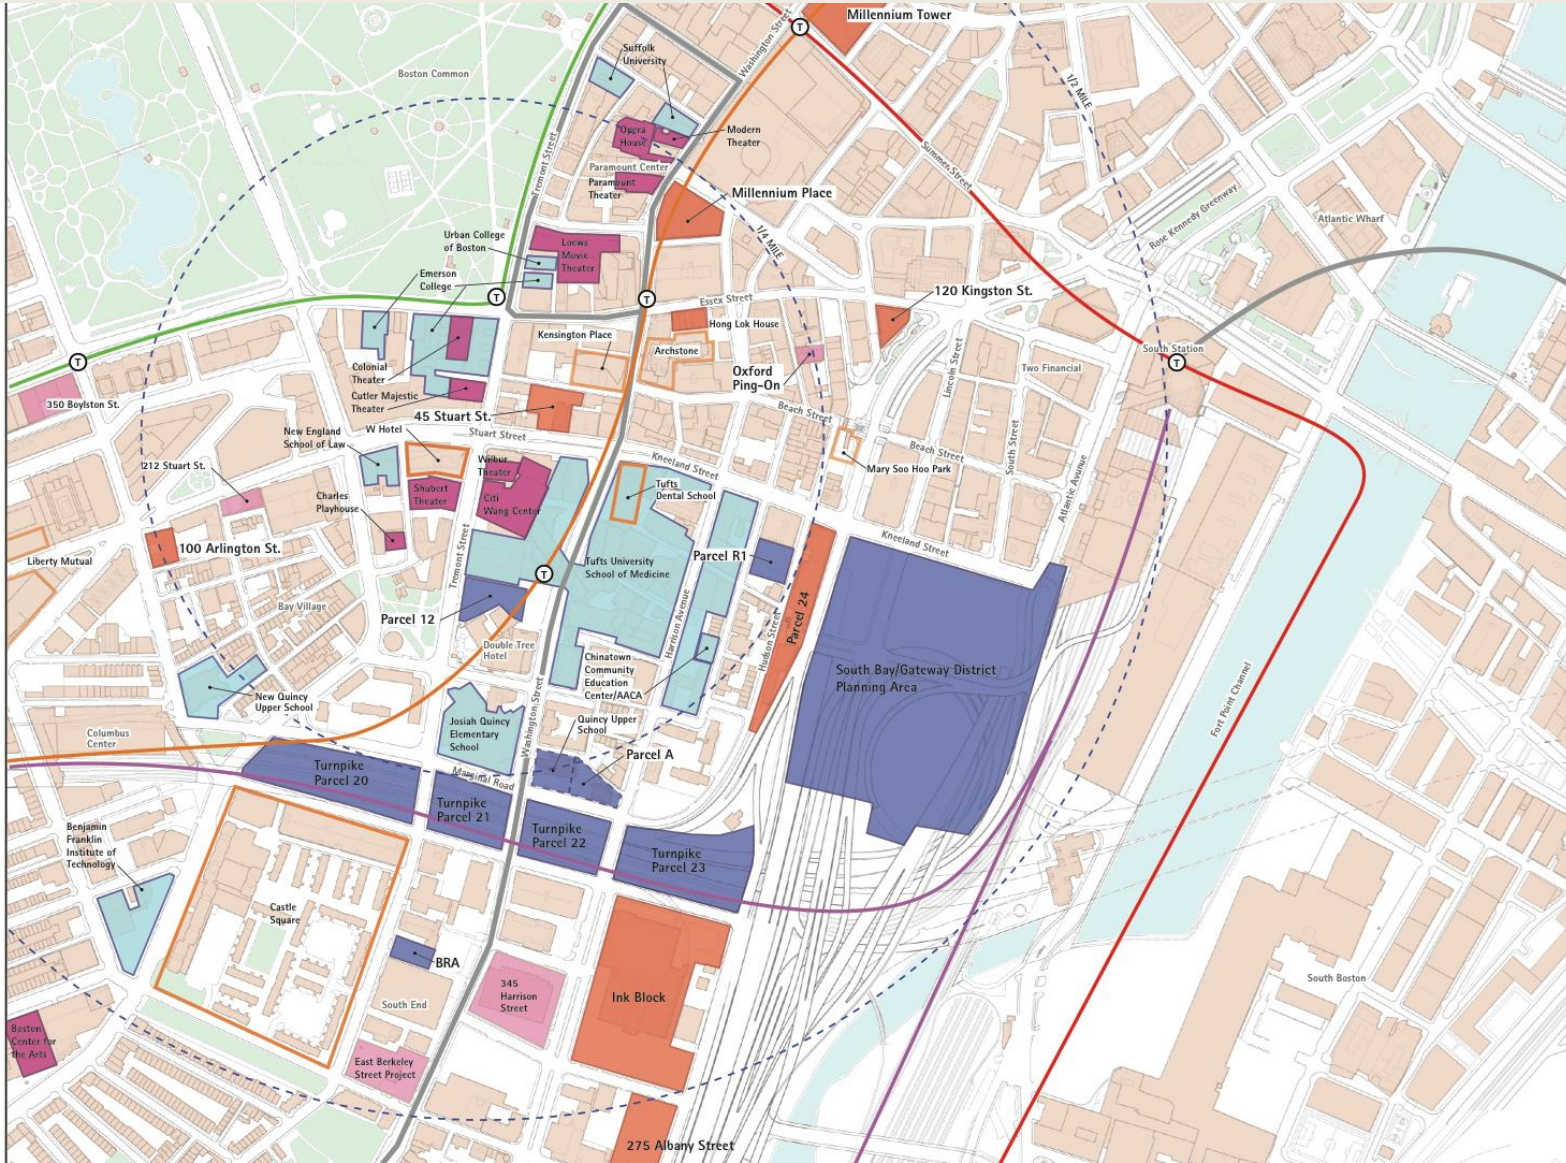 Millennium Tower
Suffolk
University
Washington Street
1/2 MILE
Boston Common
Opera
House
Modern
Theater
Tremont Street
Paramount Center
Paramount
Theater
Summer Street
Millennium Place
Rose Kennedy Greenway
Atlantic Wharf
1/4 MILE
Urban College
of Boston
Loews
Movie
Theater
Emerson
College
T
T
T
T
T
T
Essex Street
120 Kingston St.
Hong Lok House
Kensington Place
Archstone
South Station
Lincoln Street
Two Financial
Oxford
Ping-On
Colonial
Theater
Cutler Majestic
Theater
350 Boylston St.
45 Stuart St.
Beach Street
W Hotel
Stuart Street
New England
School of Law
Beach Street
South Street
Atlantic Avenue
Kneeland Street
Mary Soo Hoo Park
212 Stuart St.
Wilbur
Theater
Shubert
Theater
Citi
Wang Center
Tufts
Dental School
Charles
Playhouse
100 Arlington St.
Kneeland Street
Liberty Mutual
Tremont Street
Tufts University
School of Medicine
Parcel R1
Parcel 24
Hudson Street
Harrison Avenue
Bay Village
Parcel 12
Double Tree
Hotel
Chinatown
Community
Education
Center/AACA
South Bay/Gateway District
Planning Area
Fort Point Channel
New Quincy
Upper School
Josiah Quincy
Elementary
School
Washington Street
Quincy Upper
School
Parcel A
Columbus
Center
Marginal Road
Turnpike
Parcel 20
Turnpike
Parcel 21
Turnpike
Parcel 22
Turnpike
Parcel 23
Benjamin
Franklin
Institute of
Technology
Castle
Square
BRA
345
Harrison
Street
Ink Block
South Boston
South End
Boston
Center for
the Arts
East Berkeley
Street Project
275 Albany Street